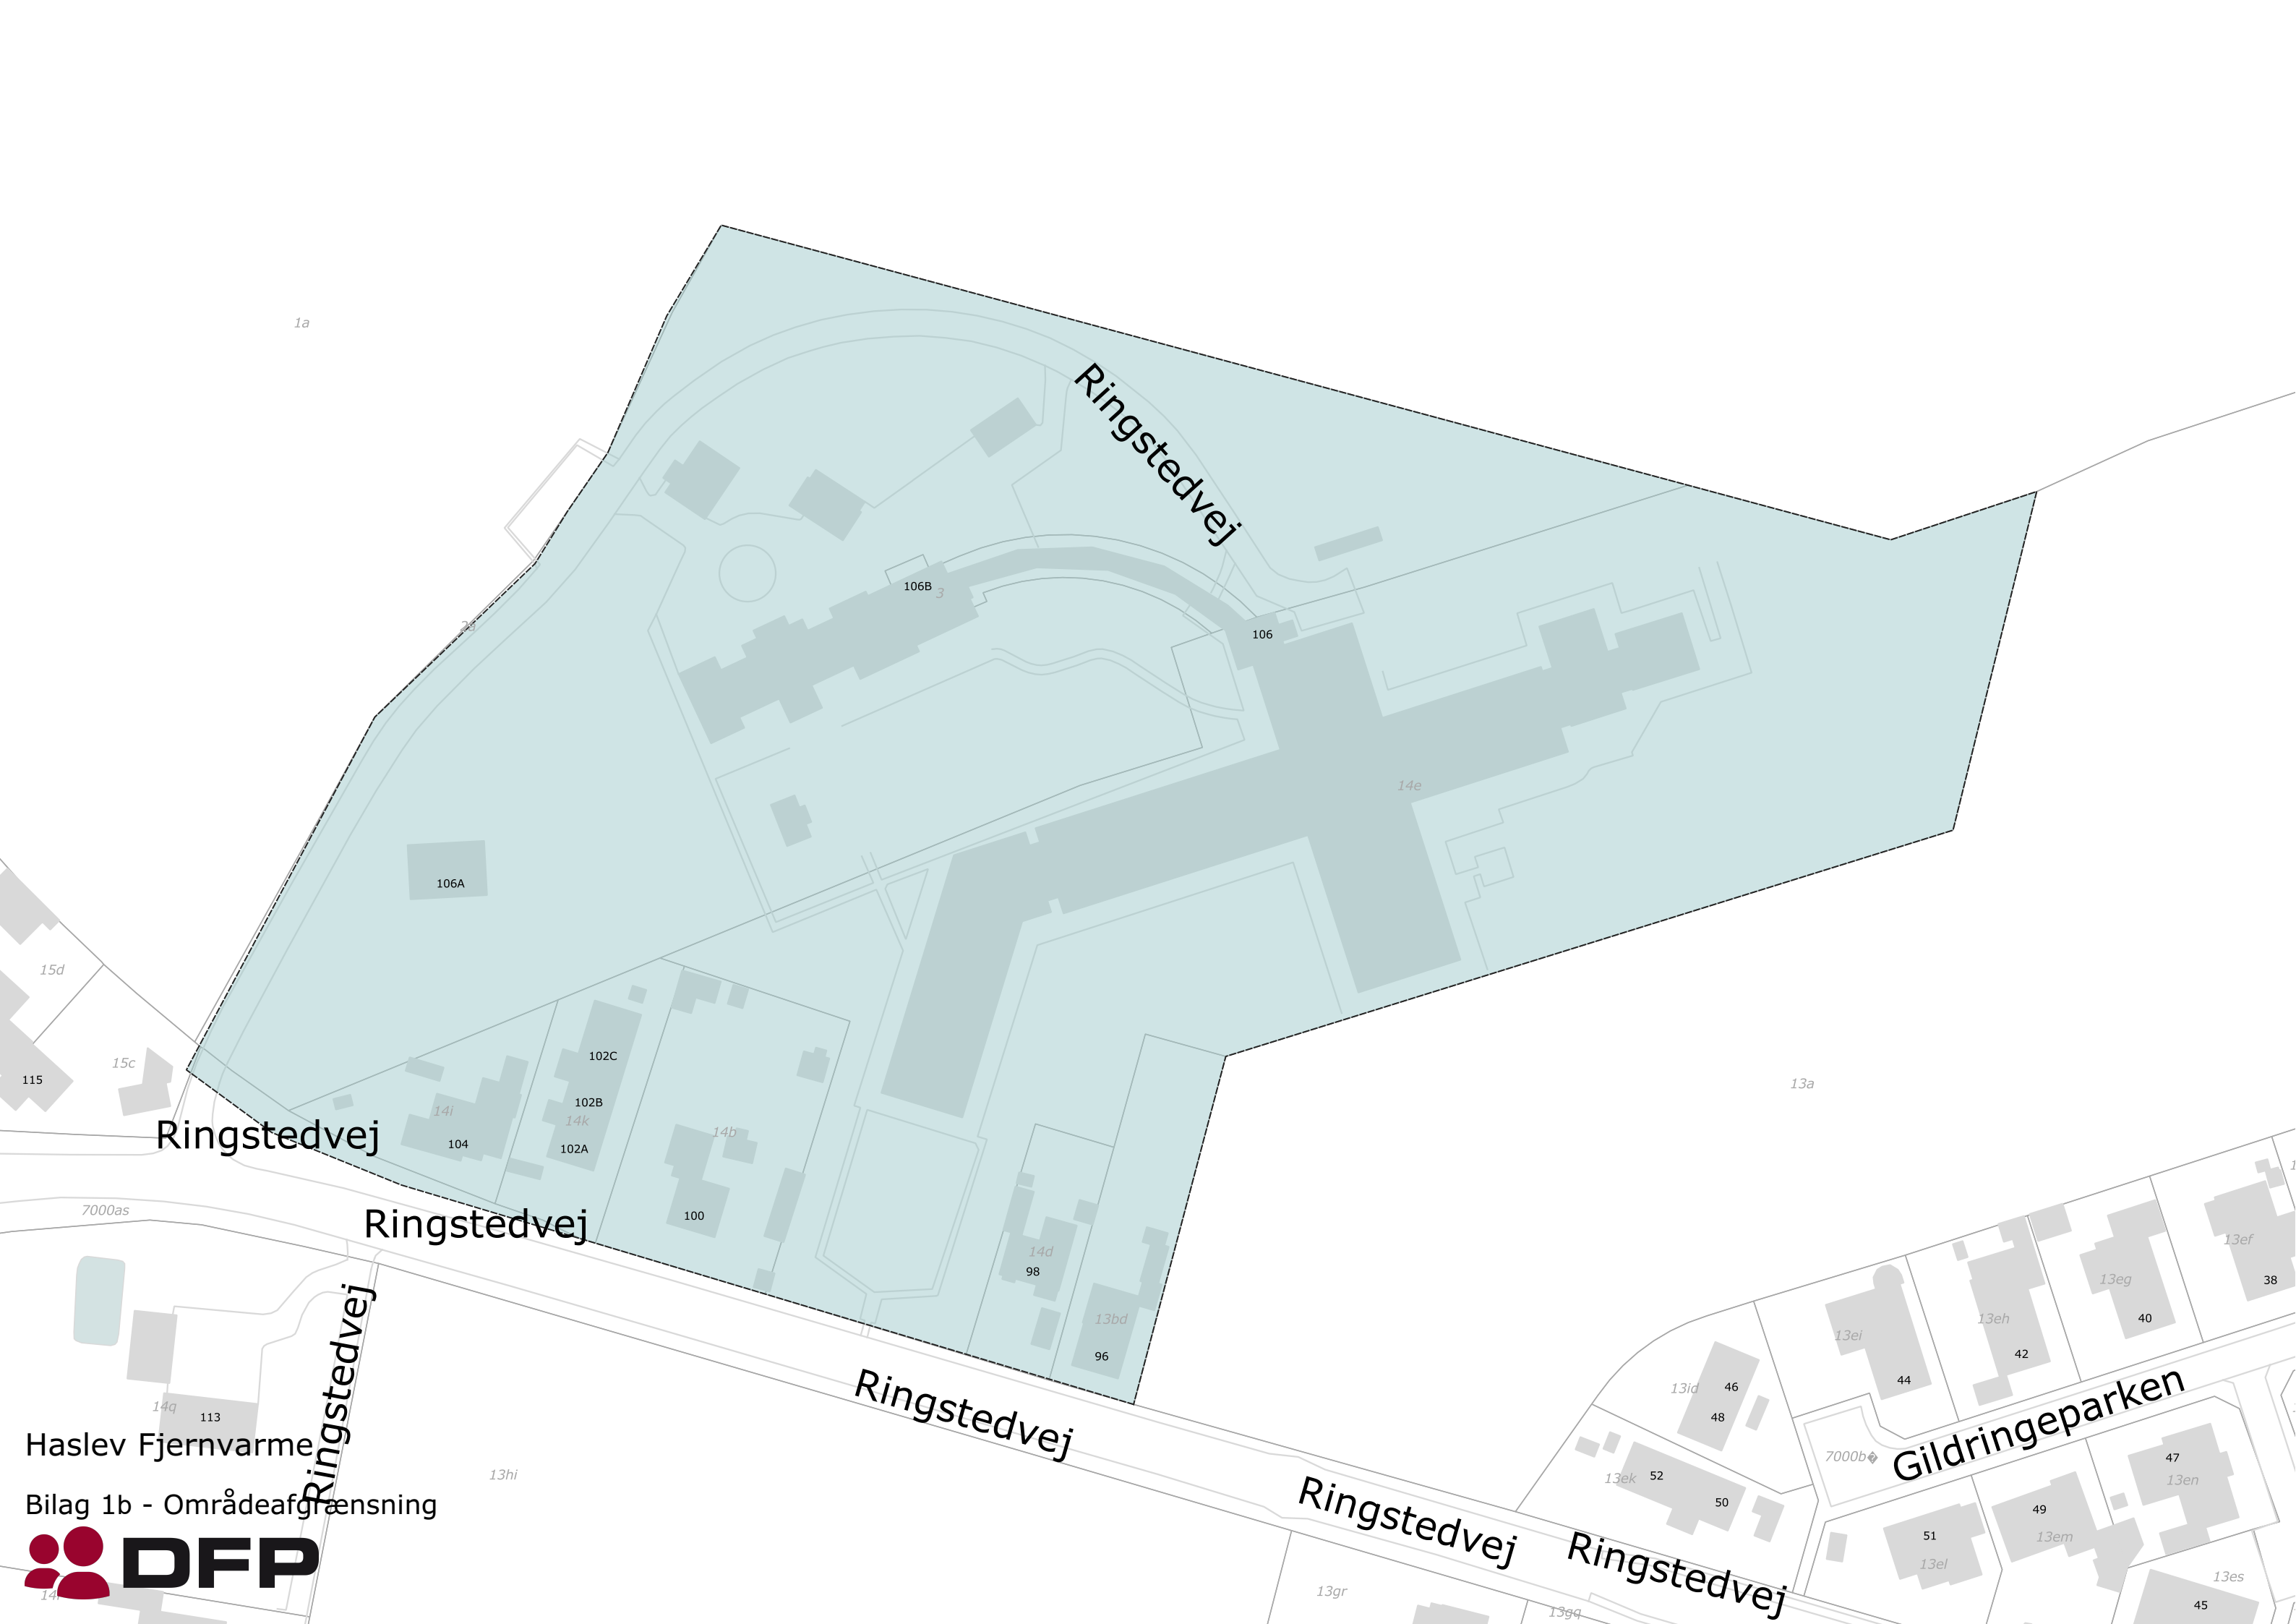 1a
Ringstedvej
106B
3
106
2a
14e
106A
15d
115
15c
Ringstedvej
14i
104
102C
102B
14k
102A
14b
100
13a
7000as
Ringstedvej
14d
98
13bd
96
13ef
38
13eg
40
13eh
42
13ei
44
Ringstedvej
14q
113
Ringstedvej
13id
46
48
Gildringeparken
Haslev Fjernvarme
13hi
Bilag 1b - Områdeafgrænsning
DFP
Ringstedvej
13ek
52
50
7000b�
47
13en
49
13em
51
13el
Ringstedvej
13gr
13gq
13es
45